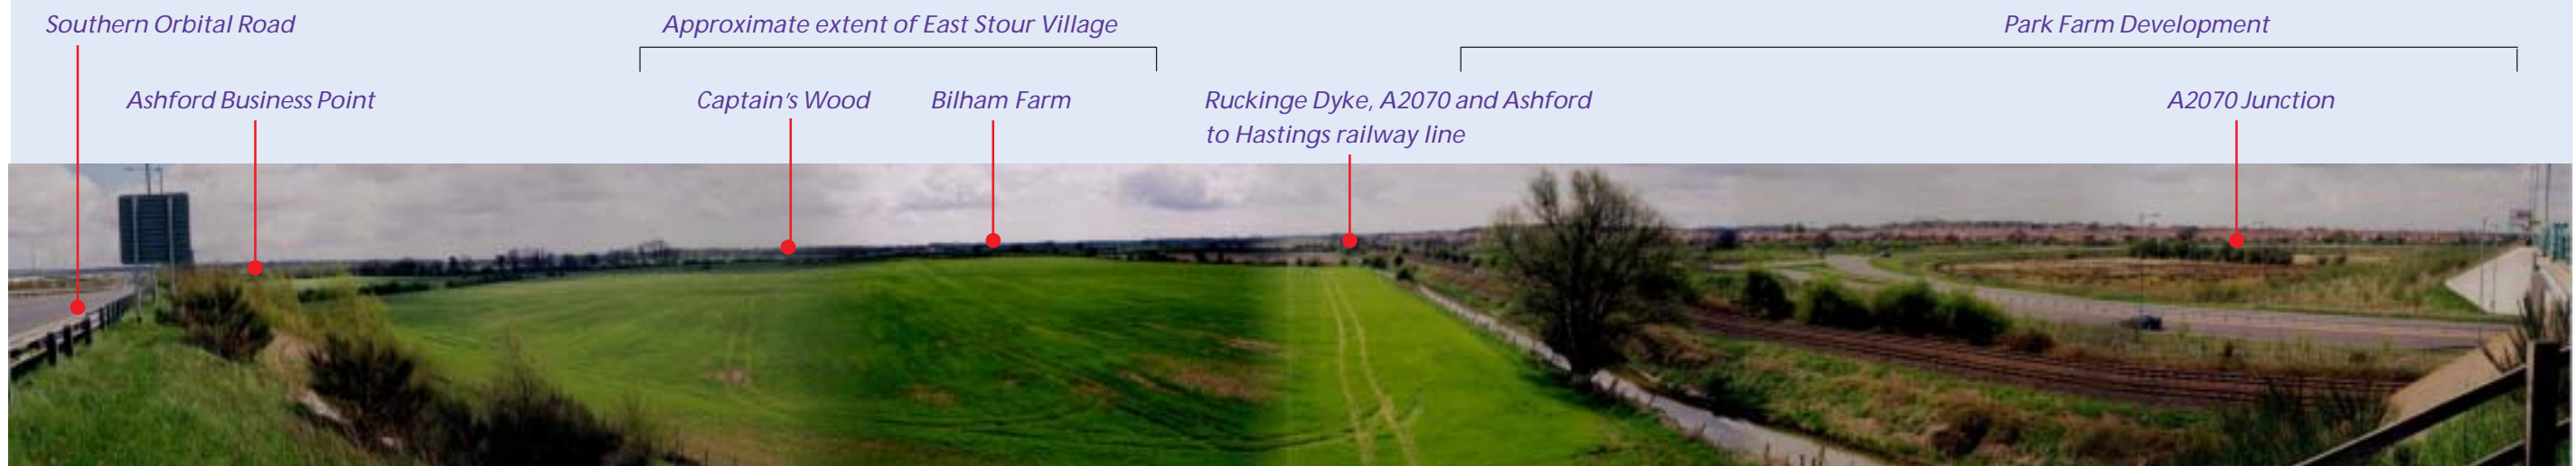 Southern Orbital Road
Approximate extent of East Stour Village
Park Farm Development
Ashford Business Point
Captain's Wood
Bilham Farm
Ruckinge Dyke, A2070 and Ashford
to Hastings railway line
A2070 Junction